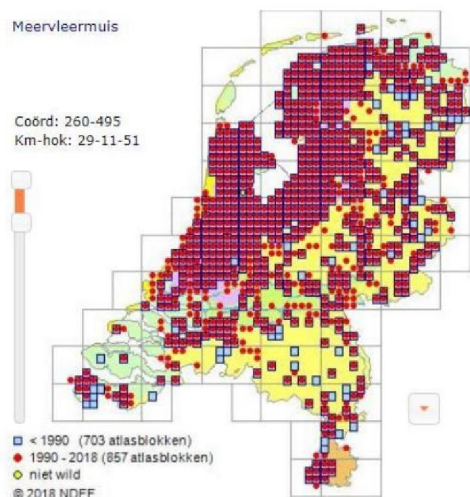 Meervleermuis
Coörd: 260-495
Km-hok: 29-11-51
< 1990 (703 atlasblokken)
1990 - 2018 (857 atlasblokken)
niet wild
© 2018 NDFF